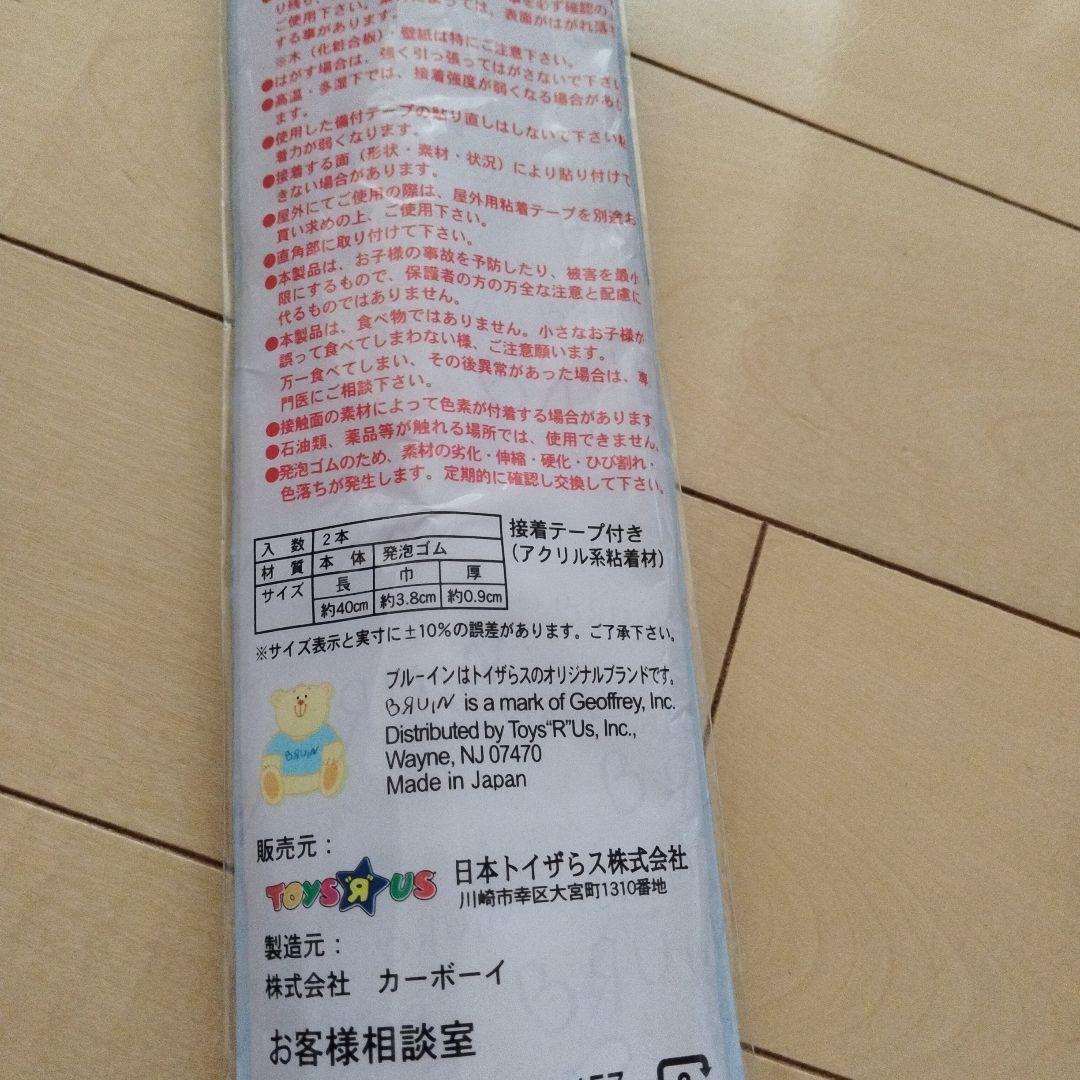 ご使用下さい。
する事があります。
※木（化粧合板）・壁紙は特にご注意下さい。
●はがす場合は、強く引っ張ってはがさないで下さい
●高温・多湿下では、接着強度が弱くなる場合があり
ます。
●使用した備付テープの貼り直しはしないで下さい粘
着力が弱くなります。
●接着する面（形状・素材・状況）により貼り付けで
きない場合があります。
●屋外にてご使用の際は、屋外用粘着テープを別途お
買い求めの上、ご使用下さい。
●直角部に取り付けて下さい。
●本製品は、お子様の事故を予防したり、被害を最小
限にするもので、保護者の方の万全な注意と配慮に
代るものではありません。
●本製品は、食べ物ではありません。小さなお子様が
誤って食べてしまわない様、ご注意願います。
万一食べてしまい、その後異常があった場合は、専
門医にご相談下さい。
●接触面の素材によって色素が付着する場合があります
●石油類、薬品等が触れる場所では、使用できません。
●発泡ゴムのため、素材の劣化・伸縮・硬化・ひび割れ・
色落ちが発生します。定期的に確認し交換して下さい。
入数 2本
材質 本体 発泡ゴム
サイズ 長 巾 厚
約40cm 約3.8cm 約0.9cm
接着テープ付き
（アクリル系粘着材）
※サイズ表示と実寸に±10%の誤差があります。ご了承下さい。
ブルーインはトイザらスのオリジナルブランドです。
BRUIN is a mark of Geoffrey, Inc.
Distributed by Toys“R”Us, Inc.,
Wayne, NJ 07470
Made in Japan
BRUIN
販売元：
TOYS"R"US
日本トイザらス株式会社
川崎市幸区大宮町1310番地
製造元：
株式会社 カーボーイ
お客様相談室